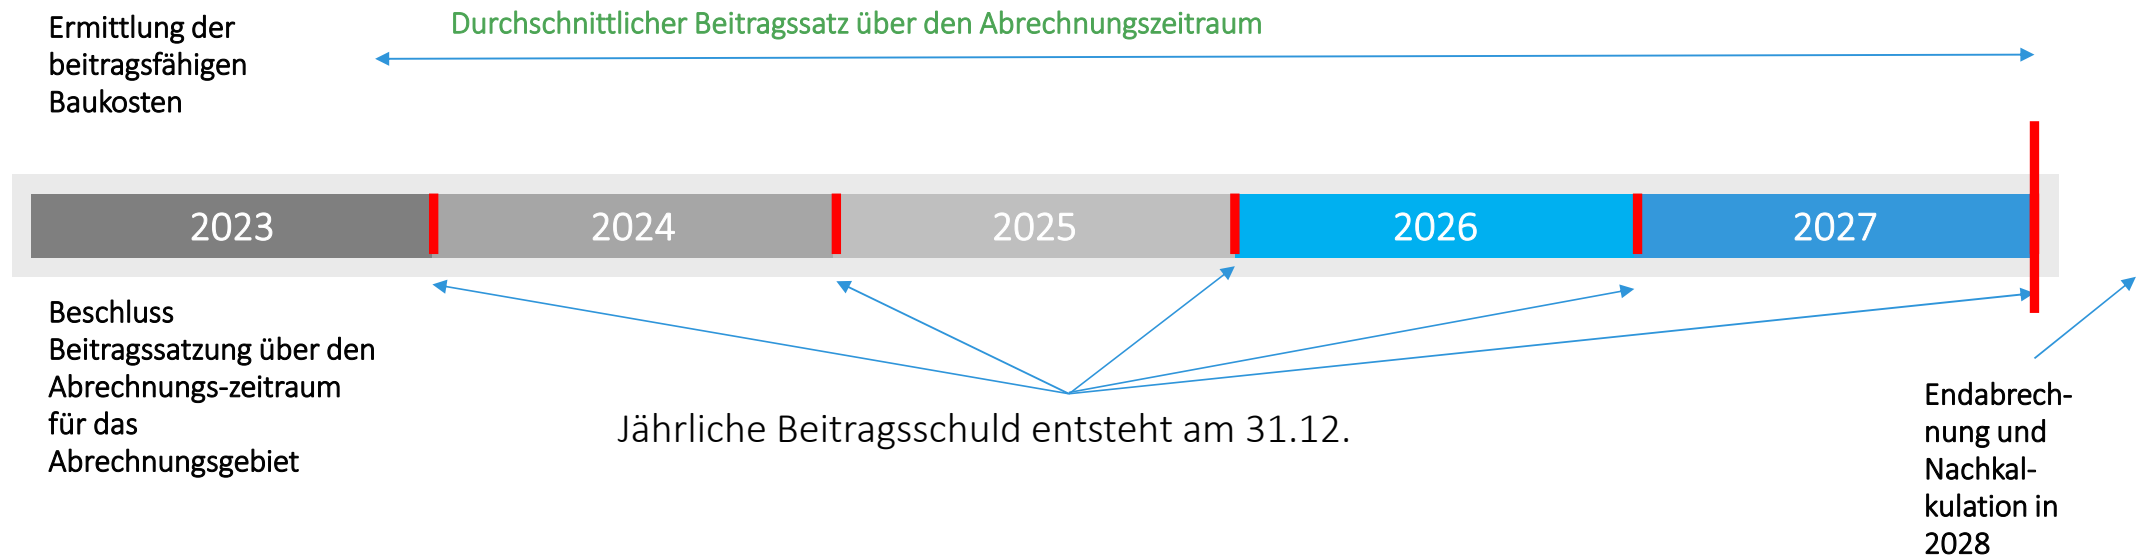 Ermittlung der
beitragsfähigen
Baukosten
Durchschnittlicher Beitragssatz über den Abrechnungszeitraum
2023
2024
2025
2026
2027
Beschluss
Beitragssatzung über den
Abrechnungs-zeitraum
für das
Abrechnungsgebiet
Jährliche Beitragsschuld entsteht am 31.12.
Endabrech-
nung und
Nachkal-
kulation in
2028